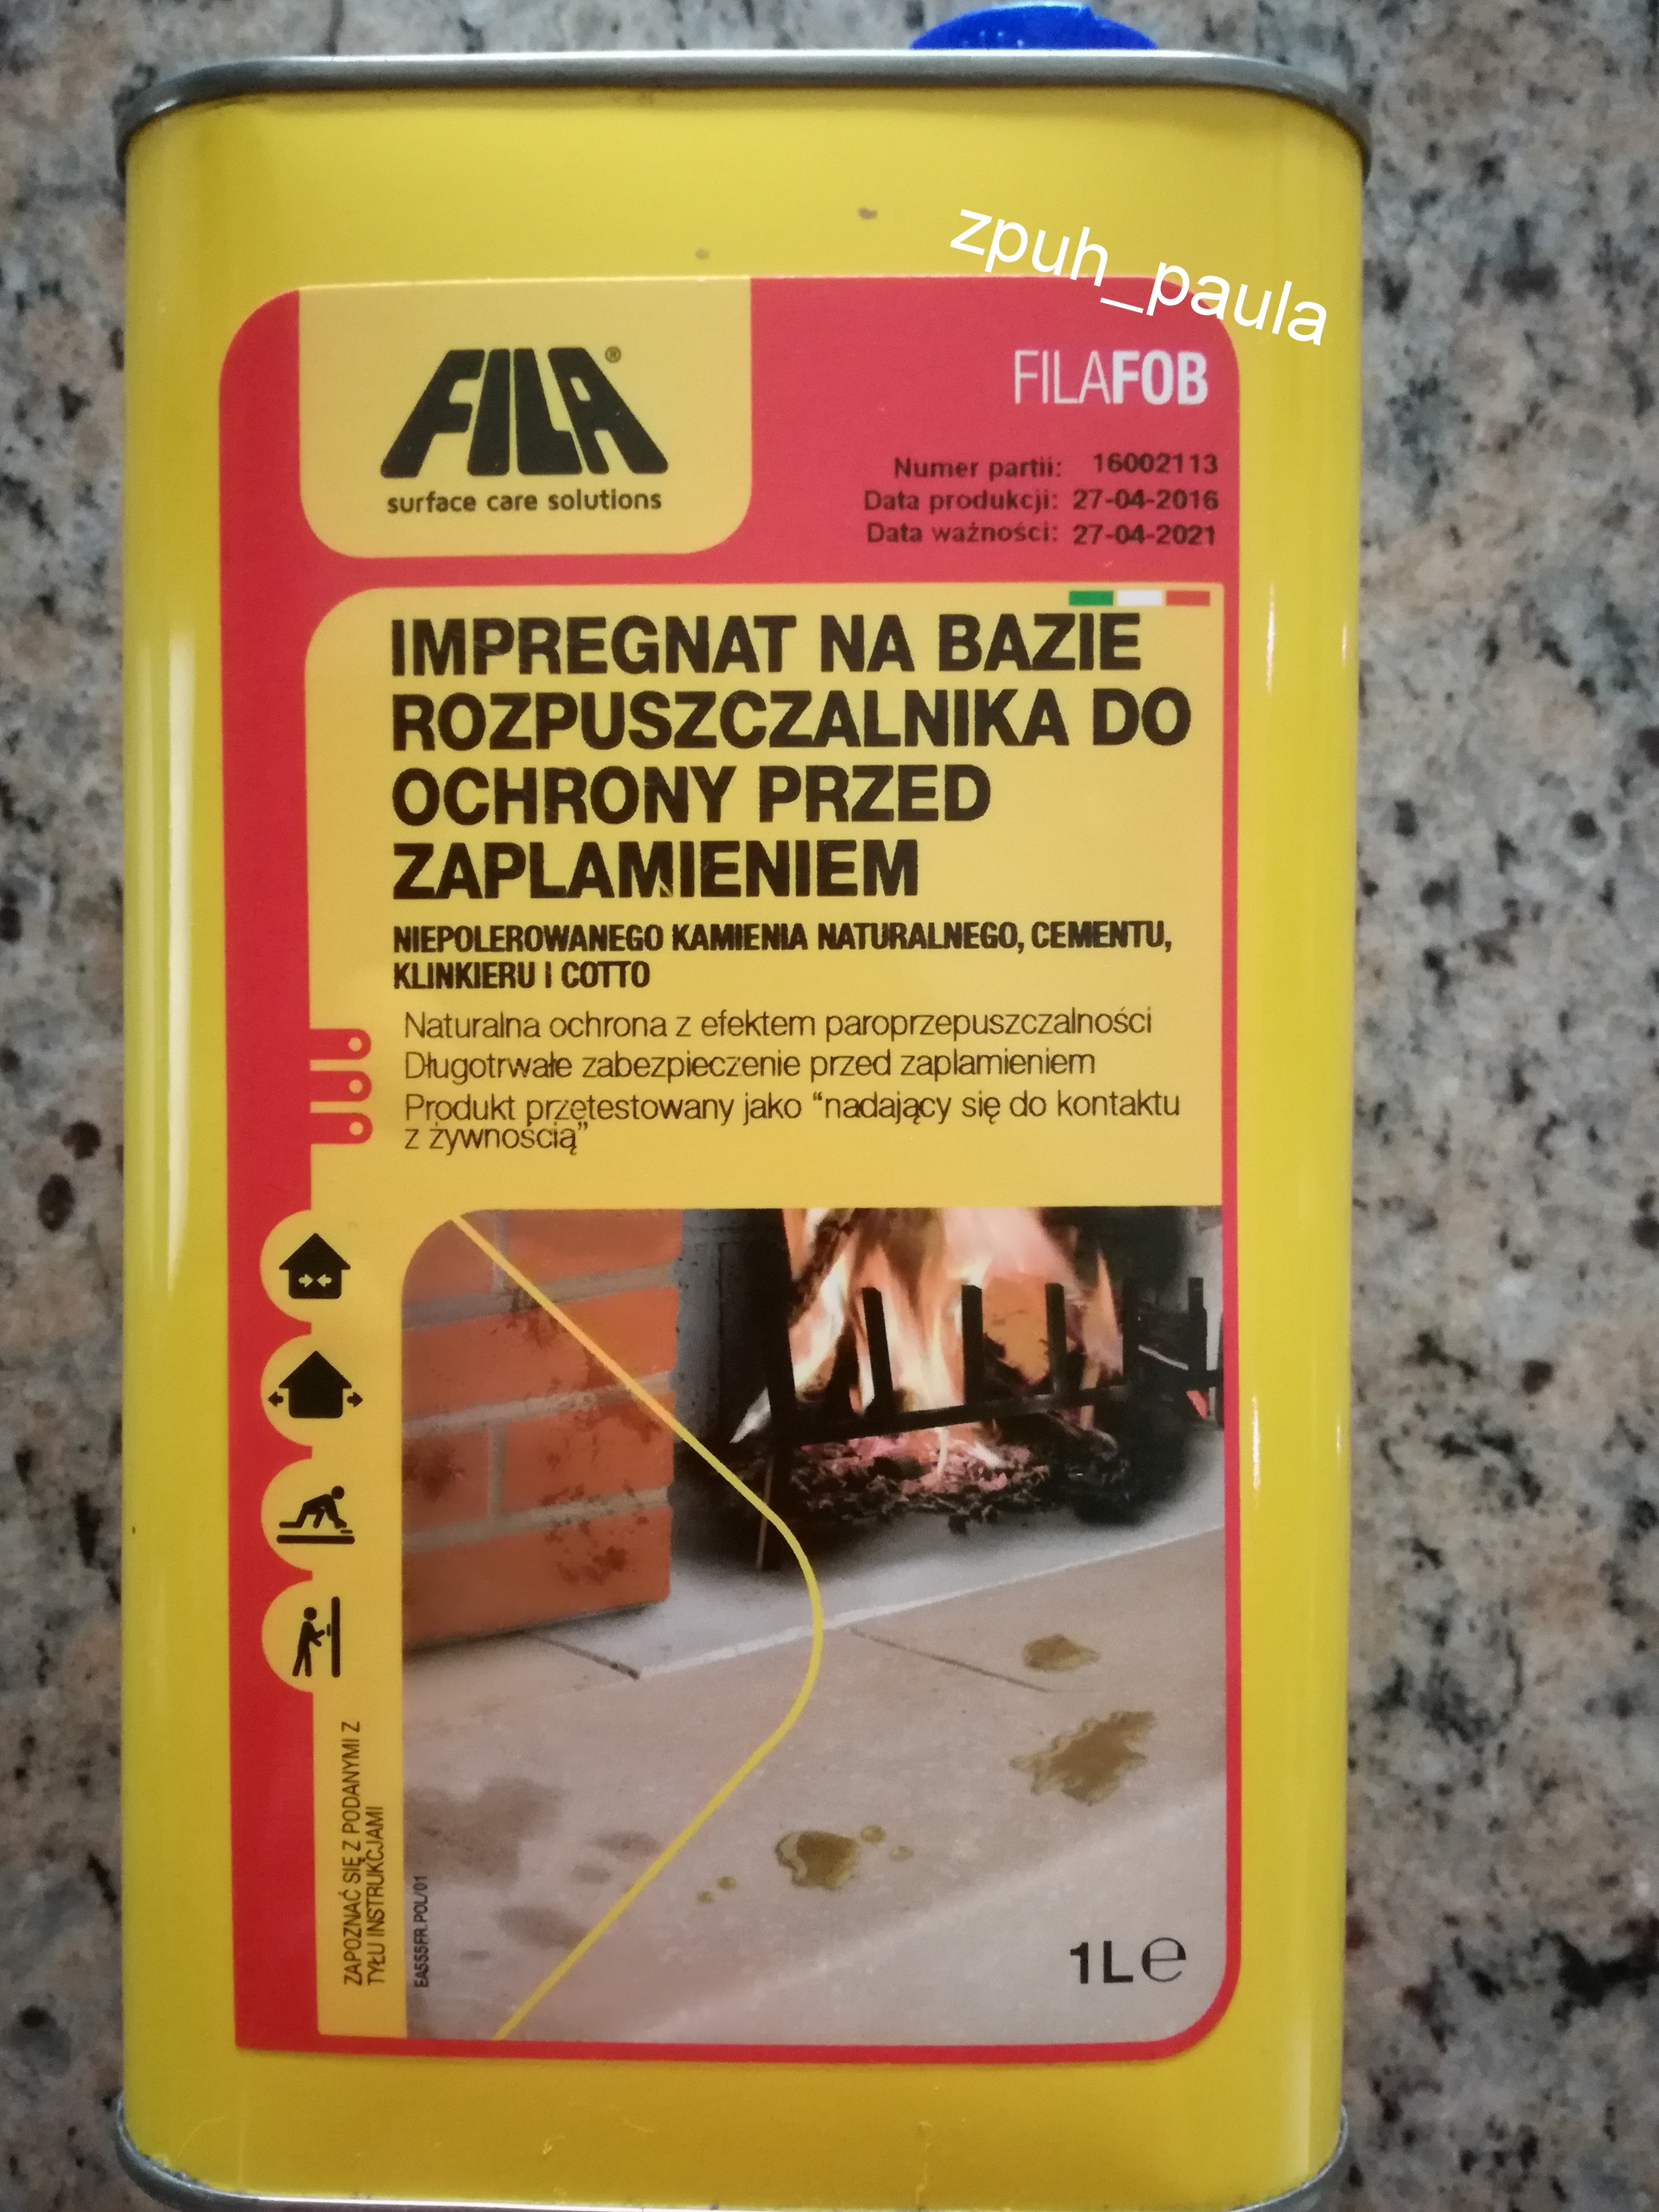 zpuh_paula
FILA®
surface care solutions
FILAFOB
Numer partii: 16002113
Data produkcji: 27-04-2016
Data ważności: 27-04-2021
IMPREGNAT NA BAZIE
ROZPUSZCZALNIKA DO
OCHRONY PRZED
ZAPLAMIENIEM
NIEPOLEROWANEGO KAMIENIA NATURALNEGO, CEMENTU,
KLINKIERU I COTTO
Naturalna ochrona z efektem paroprzepuszczalności
Długotrwałe zabezpieczenie przed zaplamieniem
Produkt przetestowany jako “nadający się do kontaktu
z żywnością”
ZAPOZNAĆ SIĘ Z PODANYMI Z
TYŁU INSTRUKCJAMI
EA555FR.POL/01
1L e